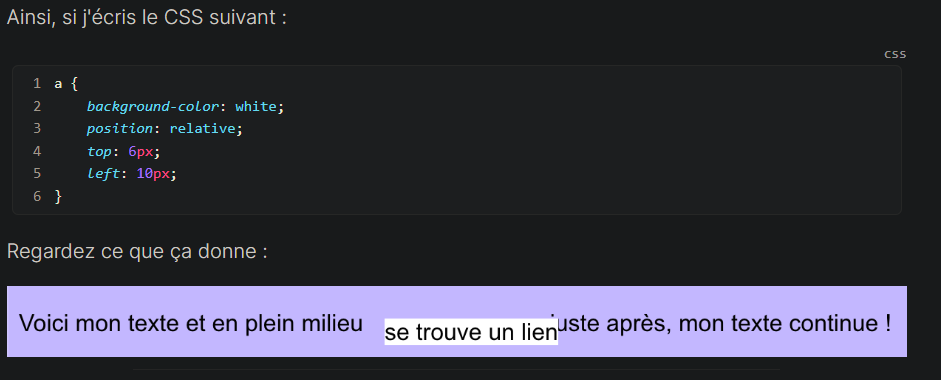 Ainsi, si j'écris le CSS suivant :
css
1 a {
2 background-color: white;
3 position: relative;
4 top: 6px;
5 left: 10px;
6 }
Regardez ce que ça donne :
Voici mon texte et en plein milieu se trouve un lien juste après, mon texte continue !